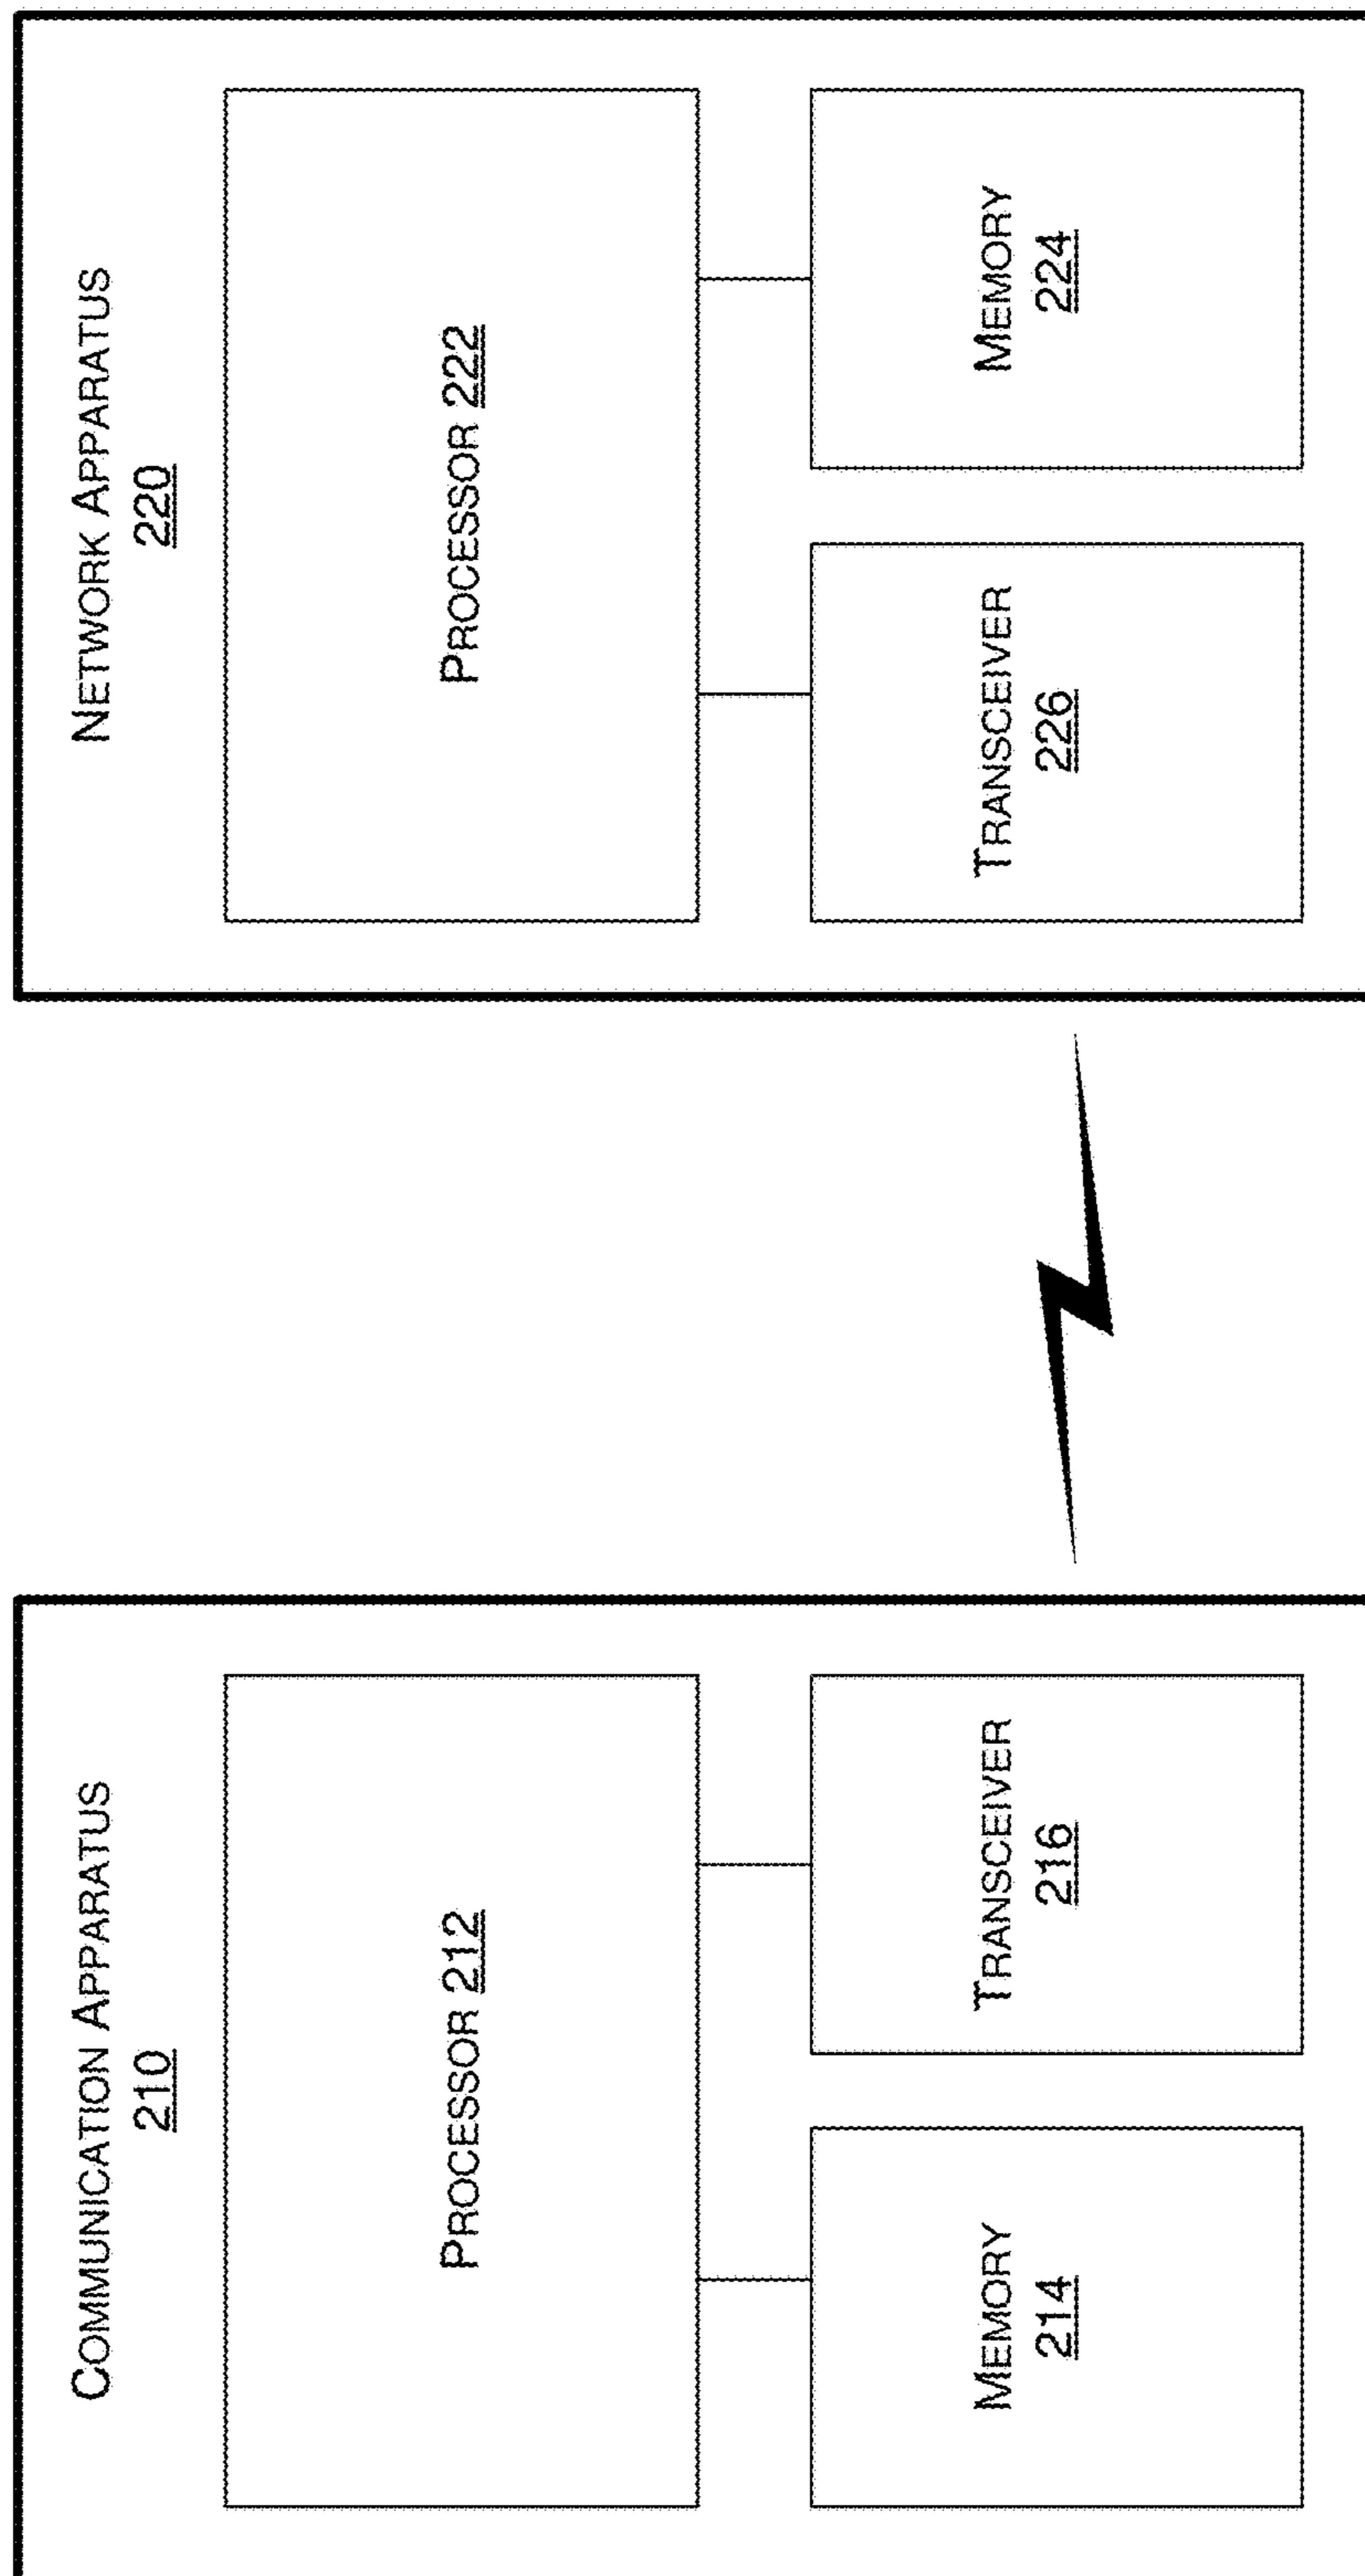 COMMUNICATION APPARATUS
210
PROCESSOR 212
MEMORY
214
TRANSCEIVER
216
NETWORK APPARATUS
220
PROCESSOR 222
TRANSCEIVER
226
MEMORY
224